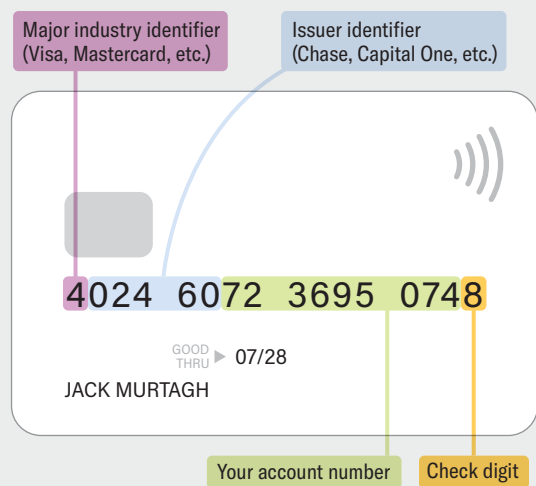 Major industry identifier
(Visa, Mastercard, etc.)
Issuer identifier
(Chase, Capital One, etc.)
4024 6072 3695 0748
GOOD
THRU 07/28
JACK MURTAGH
Your account number
Check digit